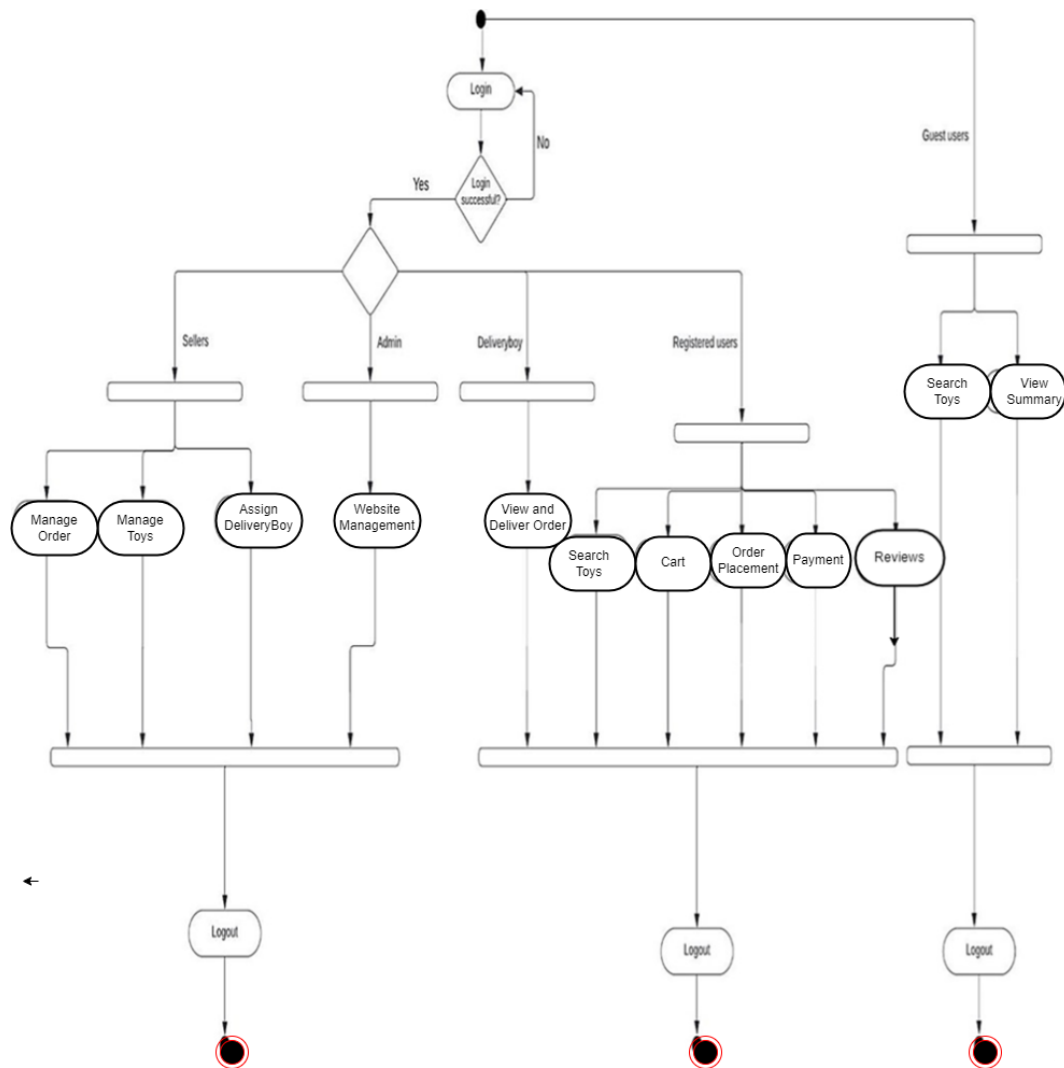 Login
No
Guest users
Yes
Login
successful?
Sellers
Admin
Deliveryboy
Registered users
Search
Toys
View
Summary
Manage
Order
Manage
Toys
Assign
DeliveryBoy
Website
Management
View and
Deliver Order
Search
Toys
Cart
Order
Placement
Payment
Reviews
Logout
Logout
Logout